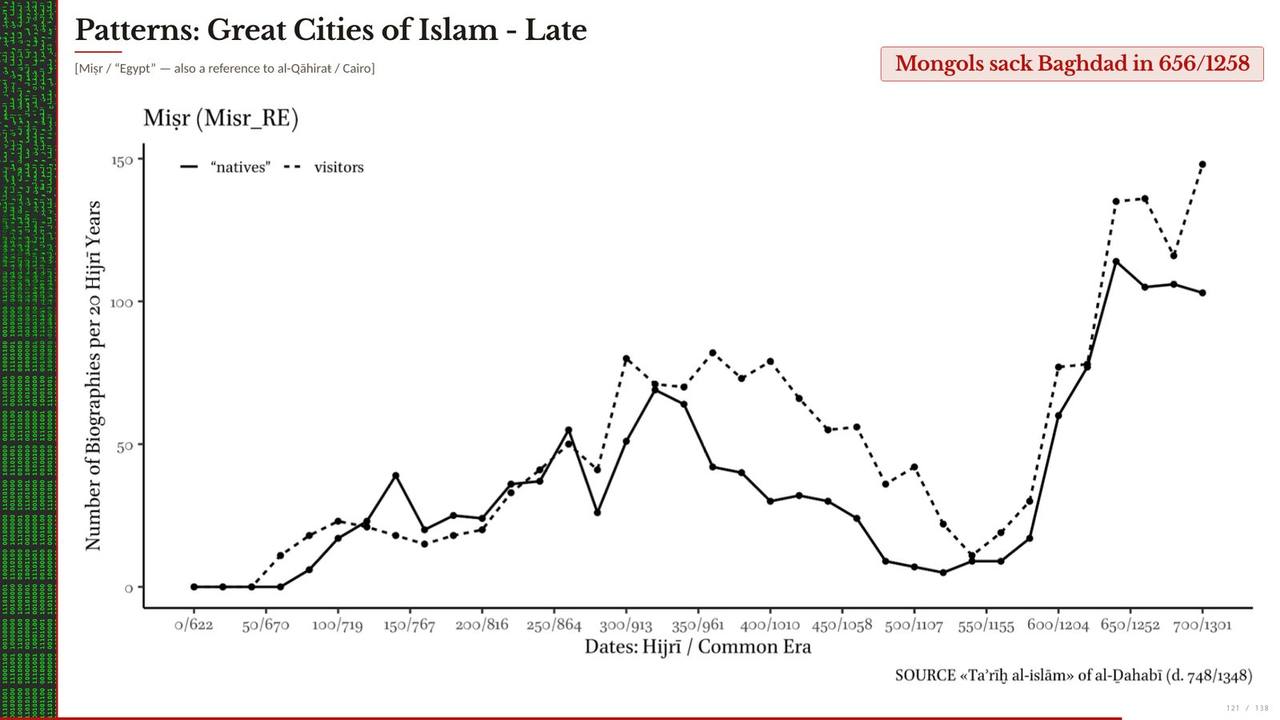 Patterns: Great Cities of Islam - Late
[Miṣr / “Egypt” — also a reference to al-Qāhiraŧ / Cairo]
Mongols sack Baghdad in 656/1258
Miṣr (Misr_RE)
“natives” visitors
Number of Biographies per 20 Hijrī Years
150
100
50
0
0/622 50/670 100/719 150/767 200/816 250/864 300/913 350/961 400/1010 450/1058 500/1107 550/1155 600/1204 650/1252 700/1301
Dates: Hijrī / Common Era
SOURCE «Taʾrīḫ al-islām» of al-Ḏahabī (d. 748/1348)
121 / 138